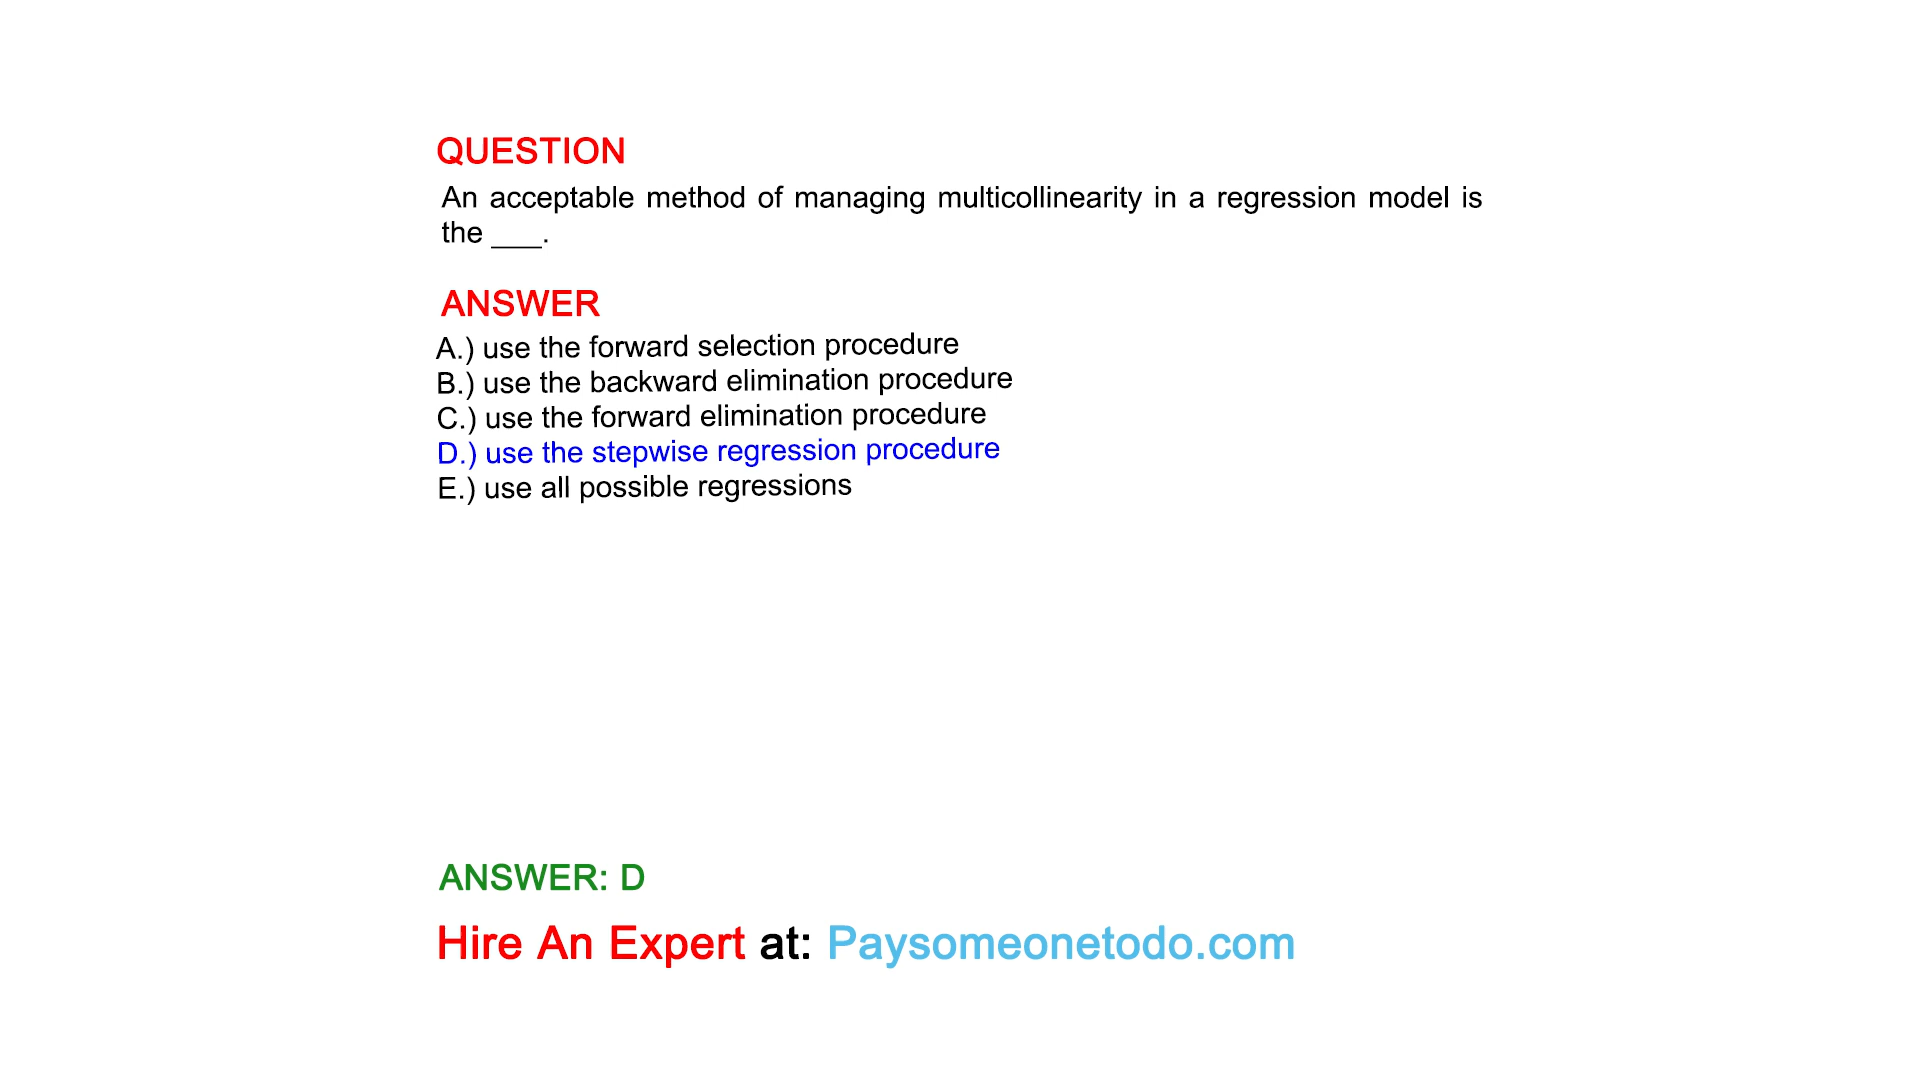 QUESTION
An acceptable method of managing multicollinearity in a regression model is
the ___.
ANSWER
A.) use the forward selection procedure
B.) use the backward elimination procedure
C.) use the forward elimination procedure
D.) use the stepwise regression procedure
E.) use all possible regressions
ANSWER: D
Hire An Expert at: Paysomeonetodo.com